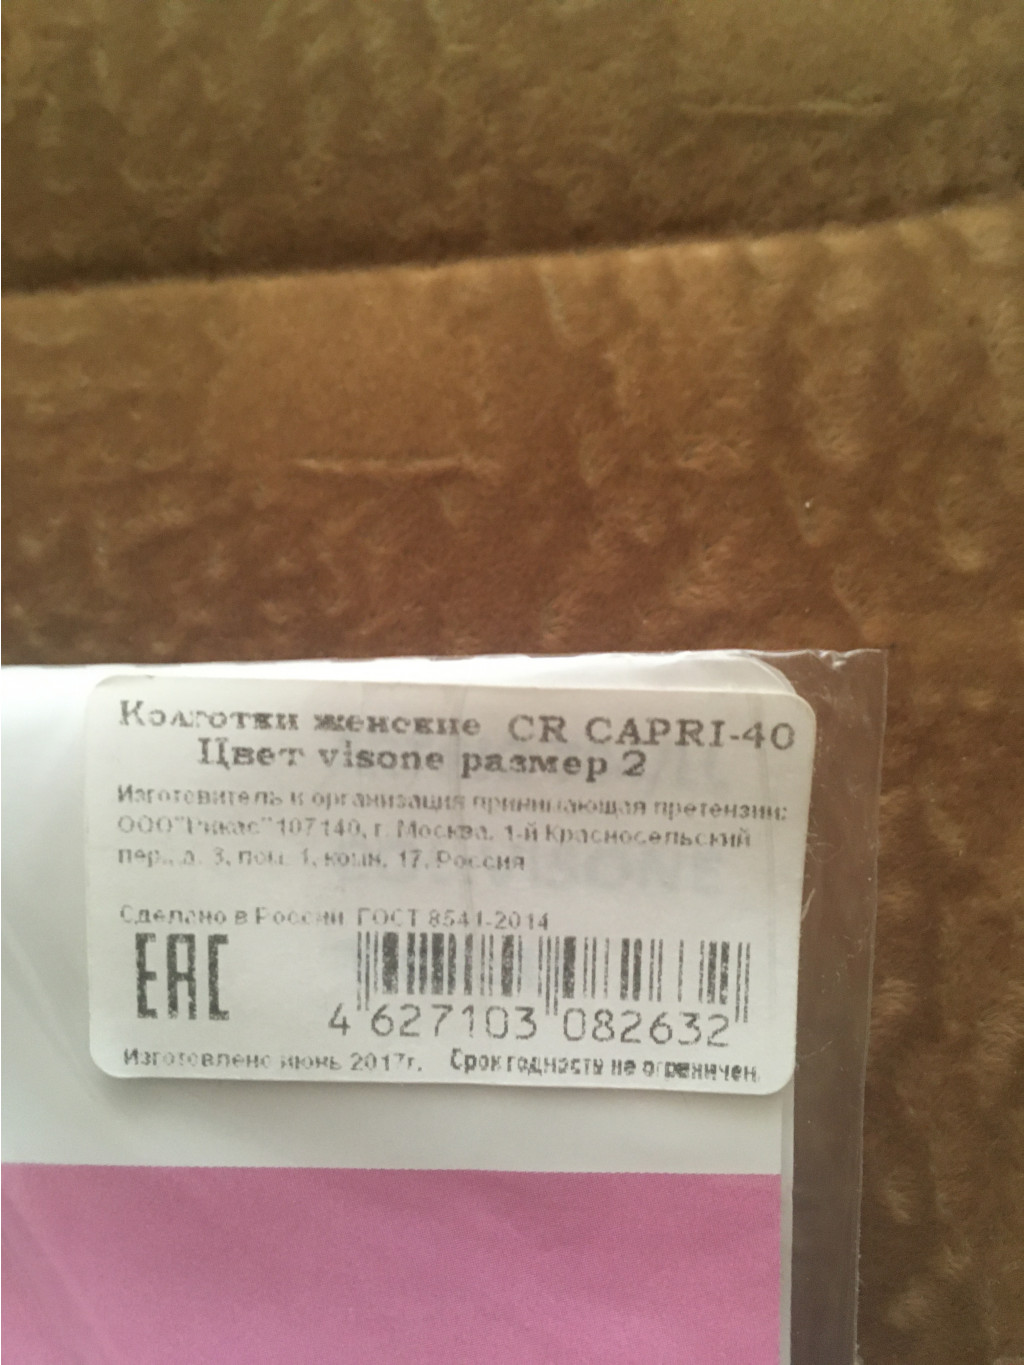 Колготки женские CR CAPRI-40
Цвет visone размер 2
Изготовитель и организация принимающая претензии:
ООО 107140, г. Москва, 1-й Красносельский
пер., д. 3, пом. 1, комн. 17, Россия
Сделано в России ГОСТ 8541-2014
EAC
4 627103 082632
Изготовлено июнь 2017г. Срок годности не ограничен.